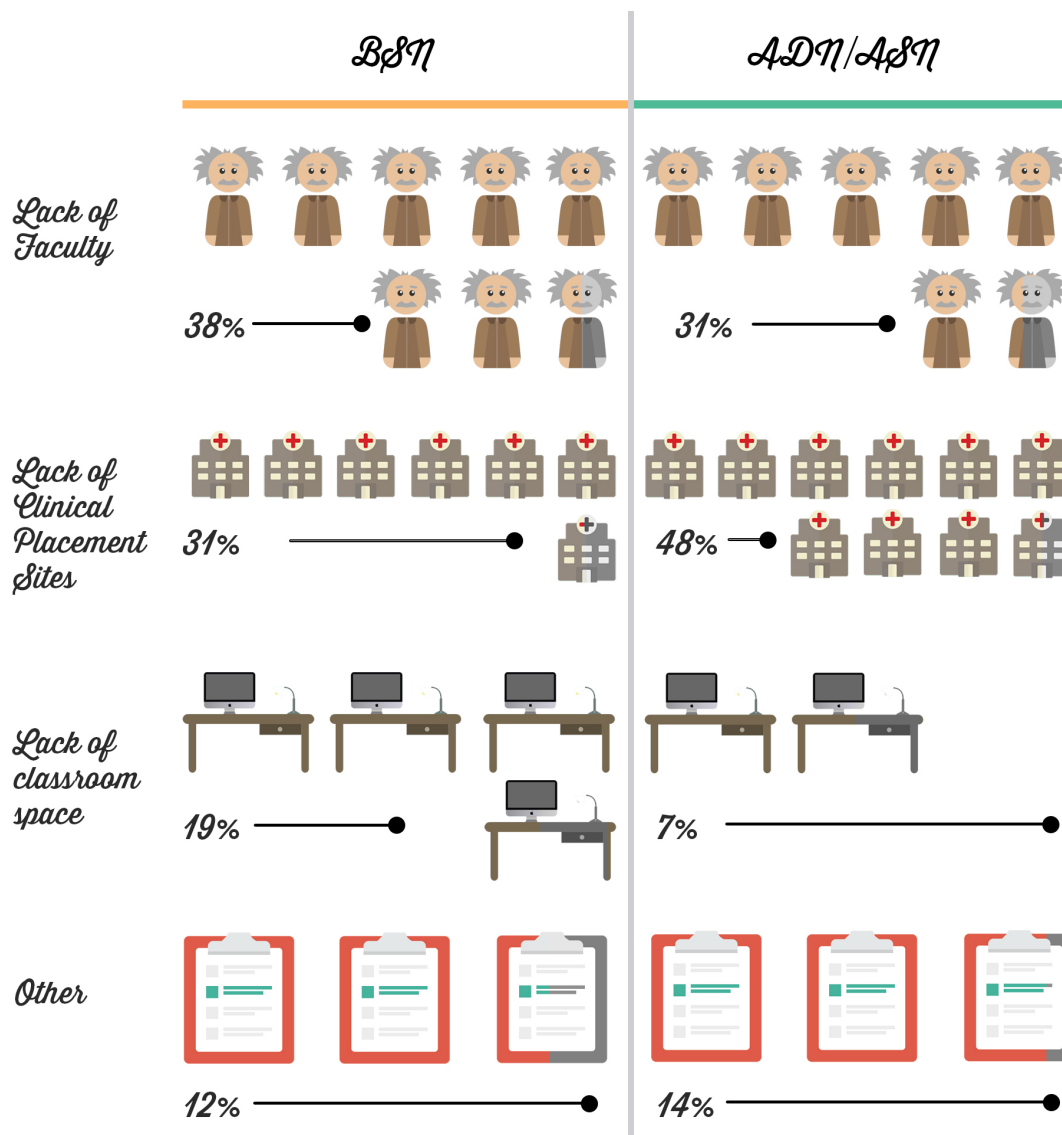 BSN
ADN/ASN
Lack of
Faculty
38%
31%
Lack of
Clinical
Placement
Sites
31%
48%
Lack of
classroom
space
19%
7%
Other
12%
14%